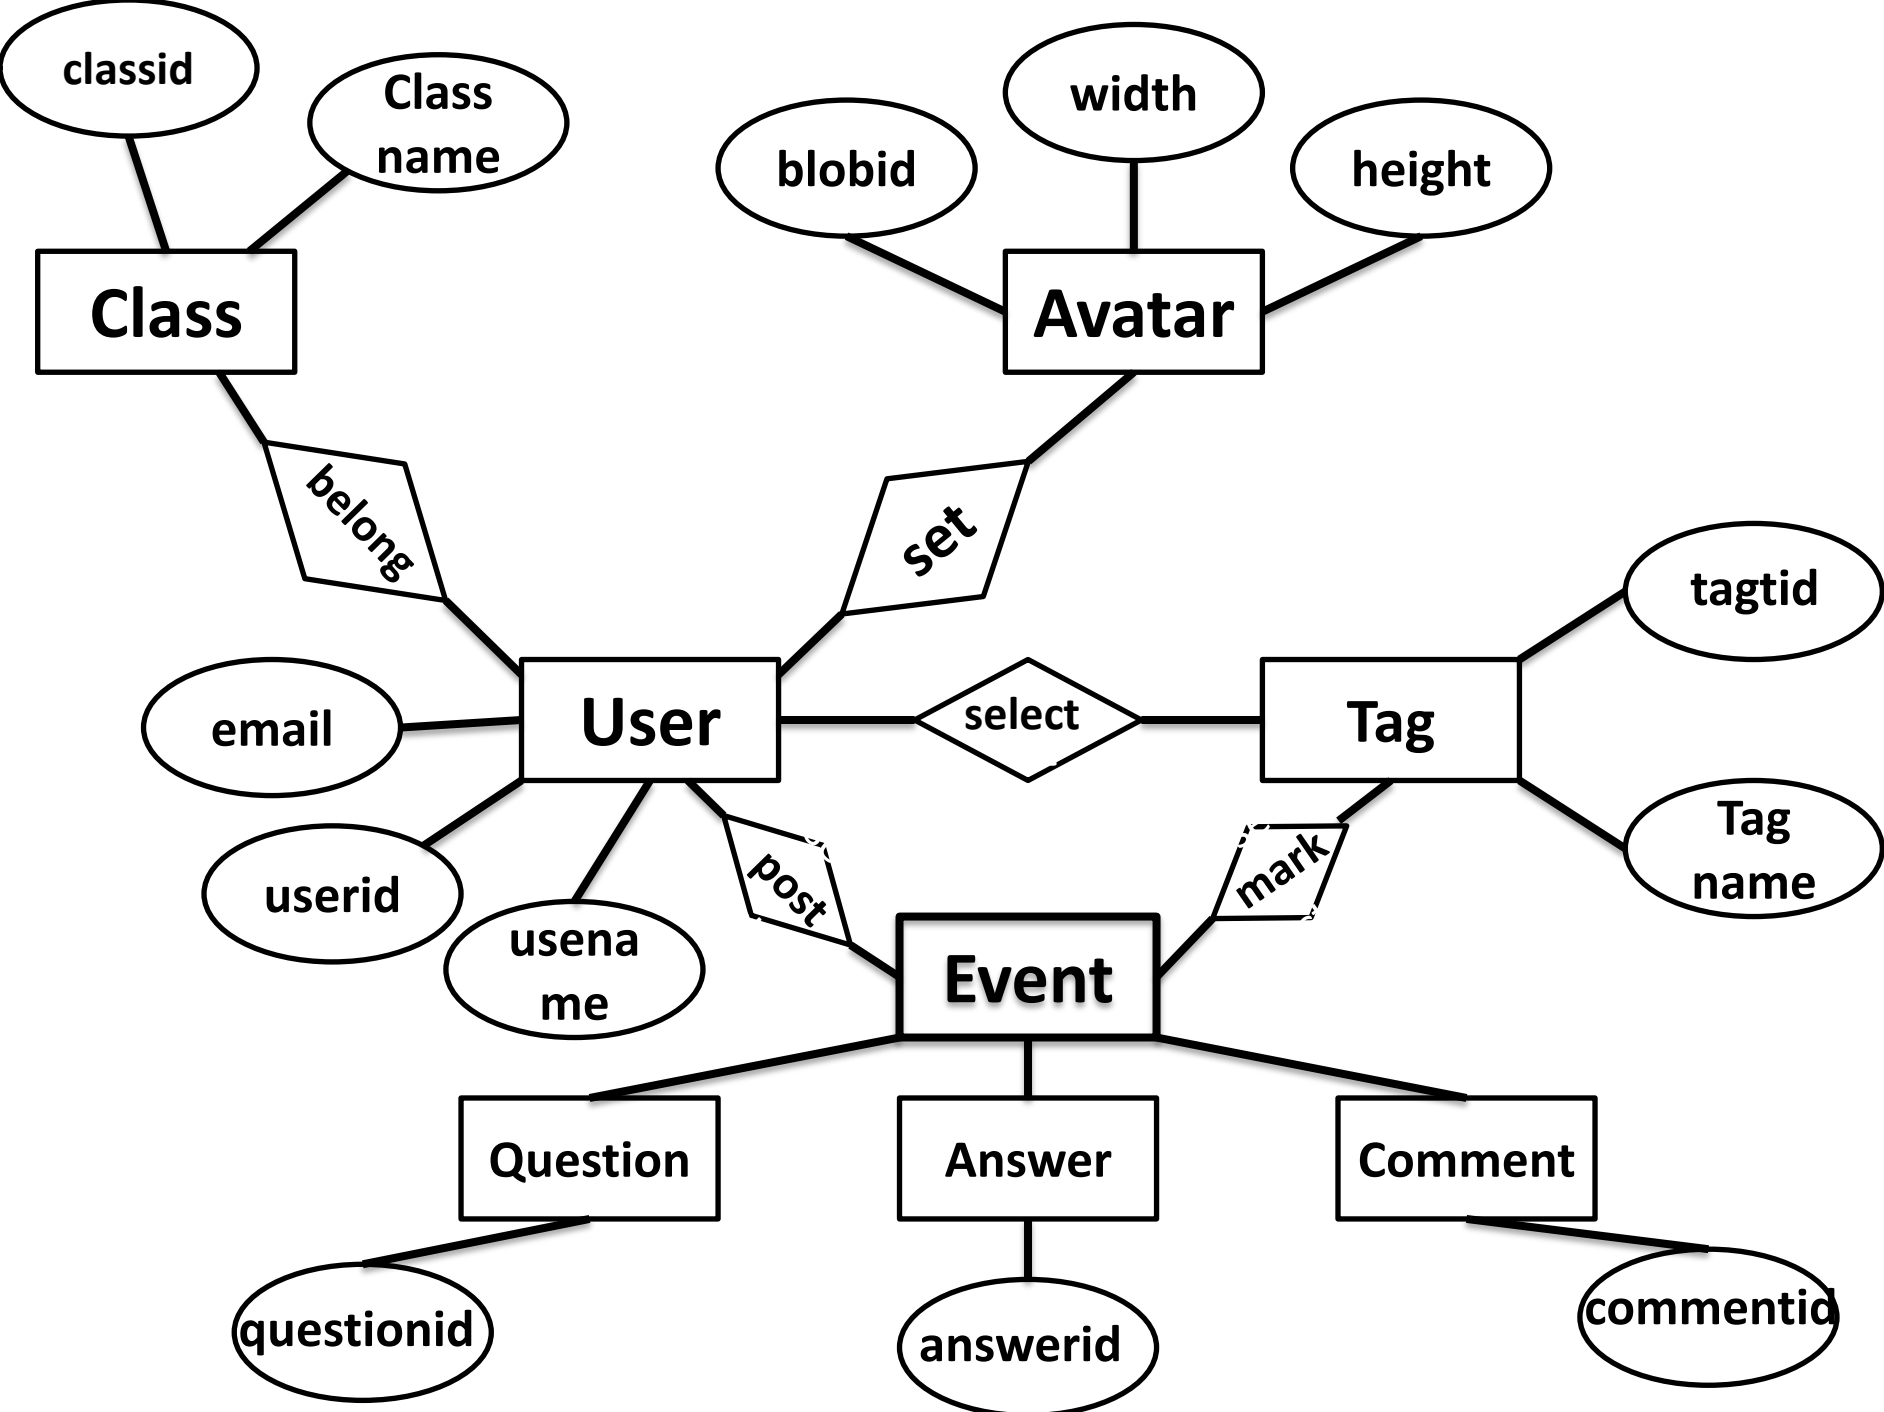 classid
Class
name
blobid
width
height
Class
Avatar
belong
set
tagtid
email
User
select
Tag
userid
usena
me
post
mark
Tag
name
Event
Question
Answer
Comment
questionid
answerid
commentid